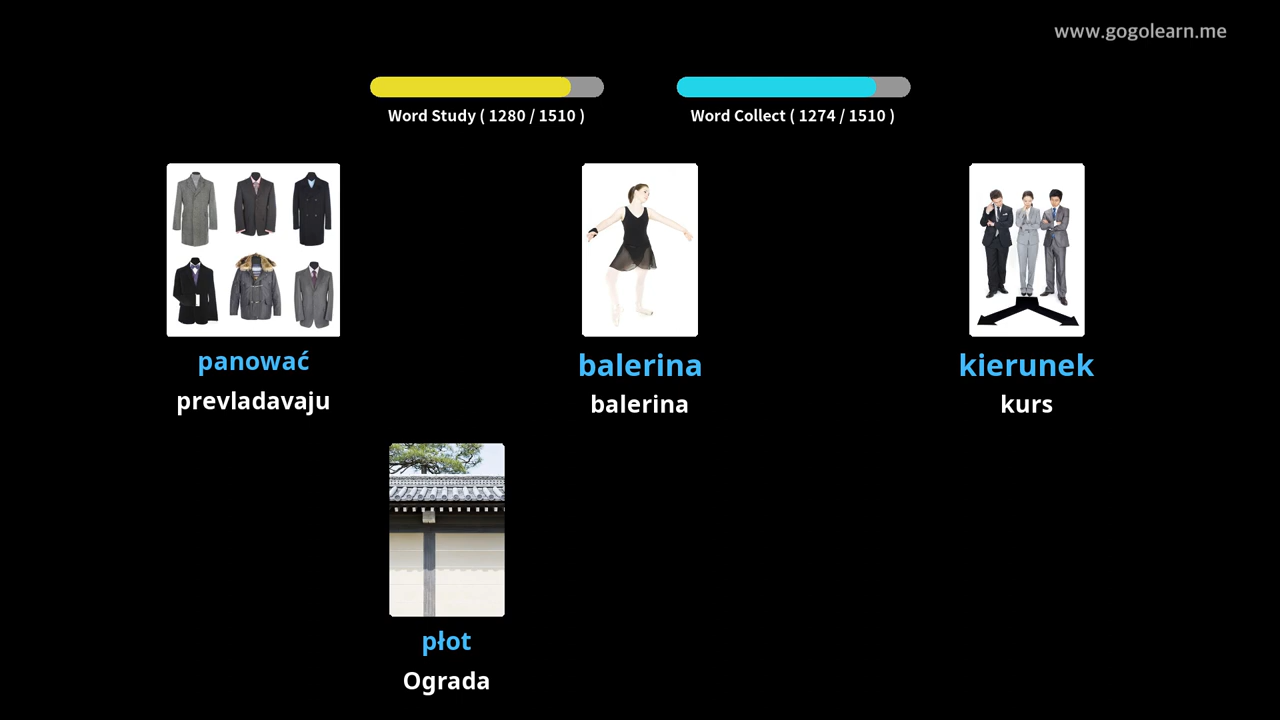 www.gogolearn.me
Word Study ( 1280 / 1510 )
Word Collect ( 1274 / 1510 )
panować
prevladavaju
balerina
balerina
kierunek
kurs
płot
Ograda